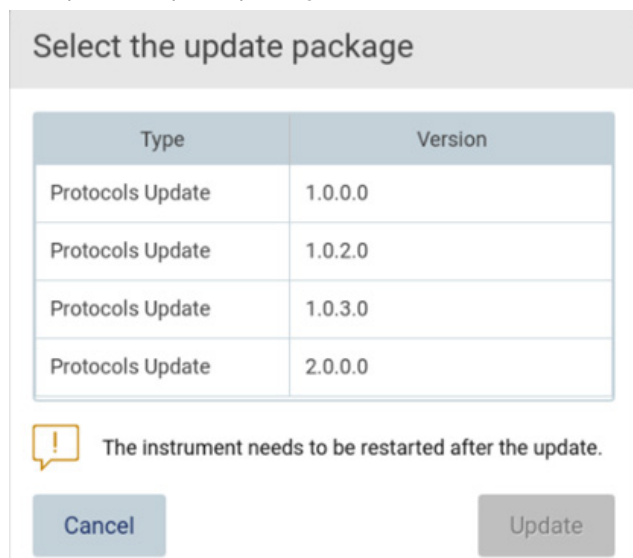 Select the update package
Type Version
Protocols Update 1.0.0.0
Protocols Update 1.0.2.0
Protocols Update 1.0.3.0
Protocols Update 2.0.0.0
! The instrument needs to be restarted after the update.
Cancel Update